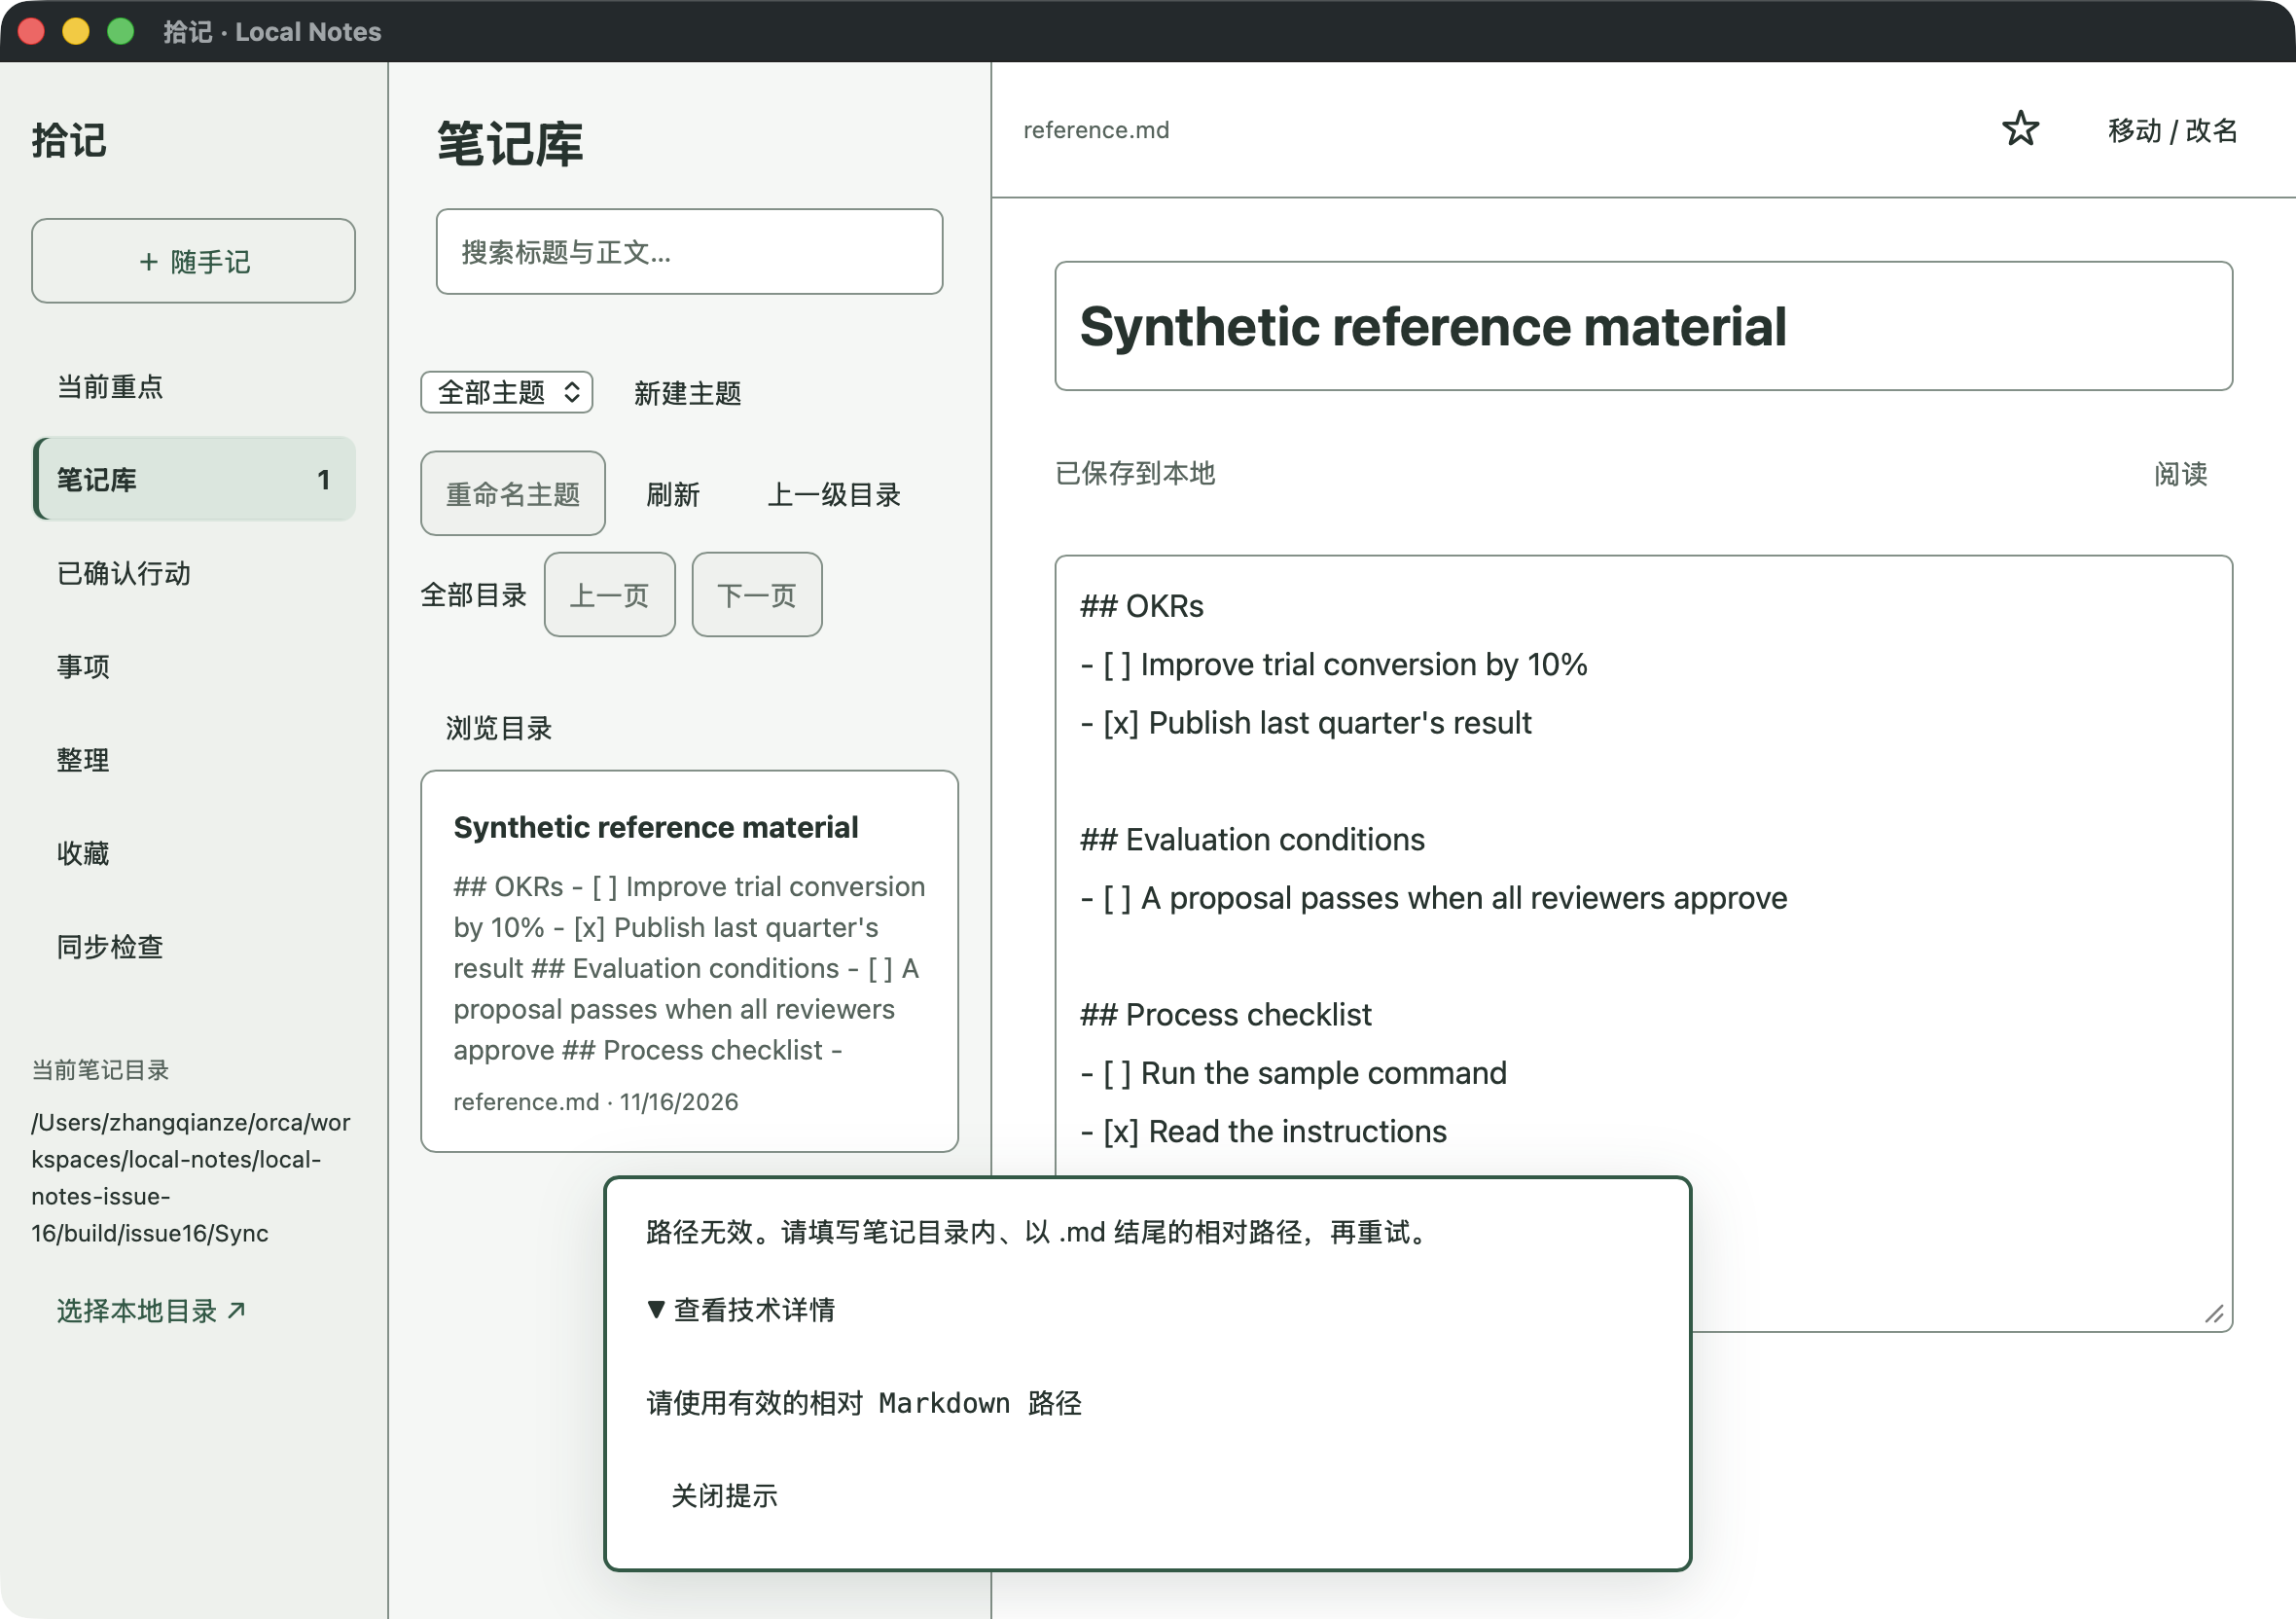 拾记 · Local Notes
拾记
+ 随手记
当前重点
笔记库 1
已确认行动
事项
整理
收藏
同步检查
当前笔记目录
/Users/zhangqianze/orca/wor
kspaces/local-notes/local-
notes-issue-
16/build/issue16/Sync
选择本地目录 ↗
笔记库
搜索标题与正文...
全部主题 新建主题
重命名主题 刷新 上一级目录
全部目录 上一页 下一页
浏览目录
Synthetic reference material
## OKRs - [ ] Improve trial conversion
by 10% - [x] Publish last quarter's
result ## Evaluation conditions - [ ] A
proposal passes when all reviewers
approve ## Process checklist -
reference.md · 11/16/2026
reference.md ☆ 移动 / 改名
Synthetic reference material
已保存到本地 阅读
## OKRs
- [ ] Improve trial conversion by 10%
- [x] Publish last quarter's result
## Evaluation conditions
- [ ] A proposal passes when all reviewers approve
## Process checklist
- [ ] Run the sample command
- [x] Read the instructions
路径无效。请填写笔记目录内、以 .md 结尾的相对路径，再重试。
▼ 查看技术详情
请使用有效的相对 Markdown 路径
关闭提示